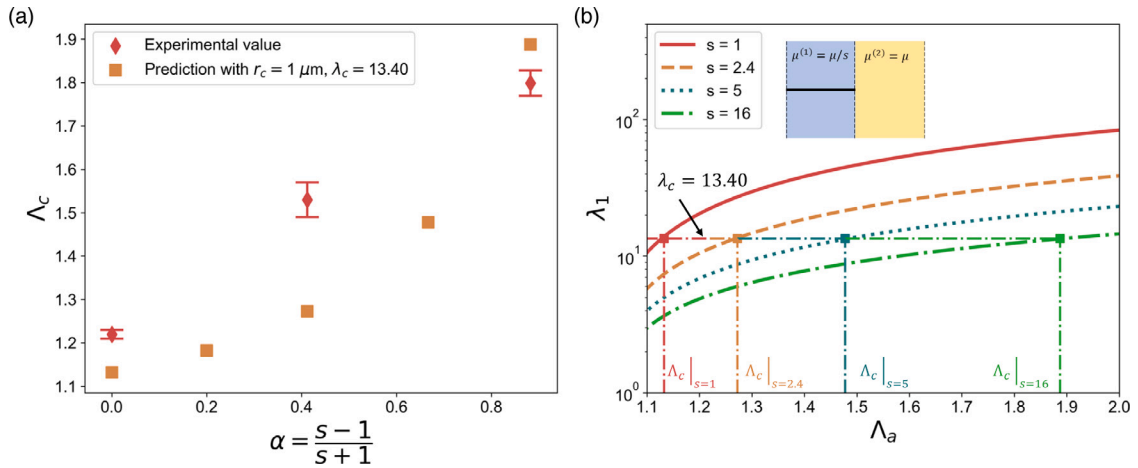 (a)
1.9
1.8
1.7
1.6
1.5
1.4
1.3
1.2
1.1
Λ_c
Experimental value
Prediction with r_c = 1 μm, λ_c = 13.40
0.0 0.2 0.4 0.6 0.8
α = (s − 1)/(s + 1)
(b)
s = 1
s = 2.4
s = 5
s = 16
μ^(1) = μ/s μ^(2) = μ
λ_c = 13.40
10^2
10^1
10^0
λ_1
Λ_c |_{s=1} Λ_c |_{s=2.4} Λ_c |_{s=5} Λ_c |_{s=16}
1.1 1.2 1.3 1.4 1.5 1.6 1.7 1.8 1.9 2.0
Λ_a